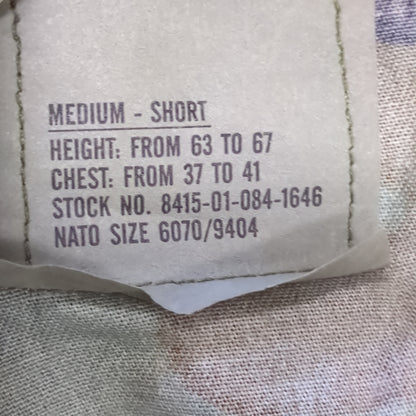 MEDIUM - SHORT
HEIGHT: FROM 63 TO 67
CHEST: FROM 37 TO 41
STOCK NO. 8415-01-084-1646
NATO SIZE 6070/9404